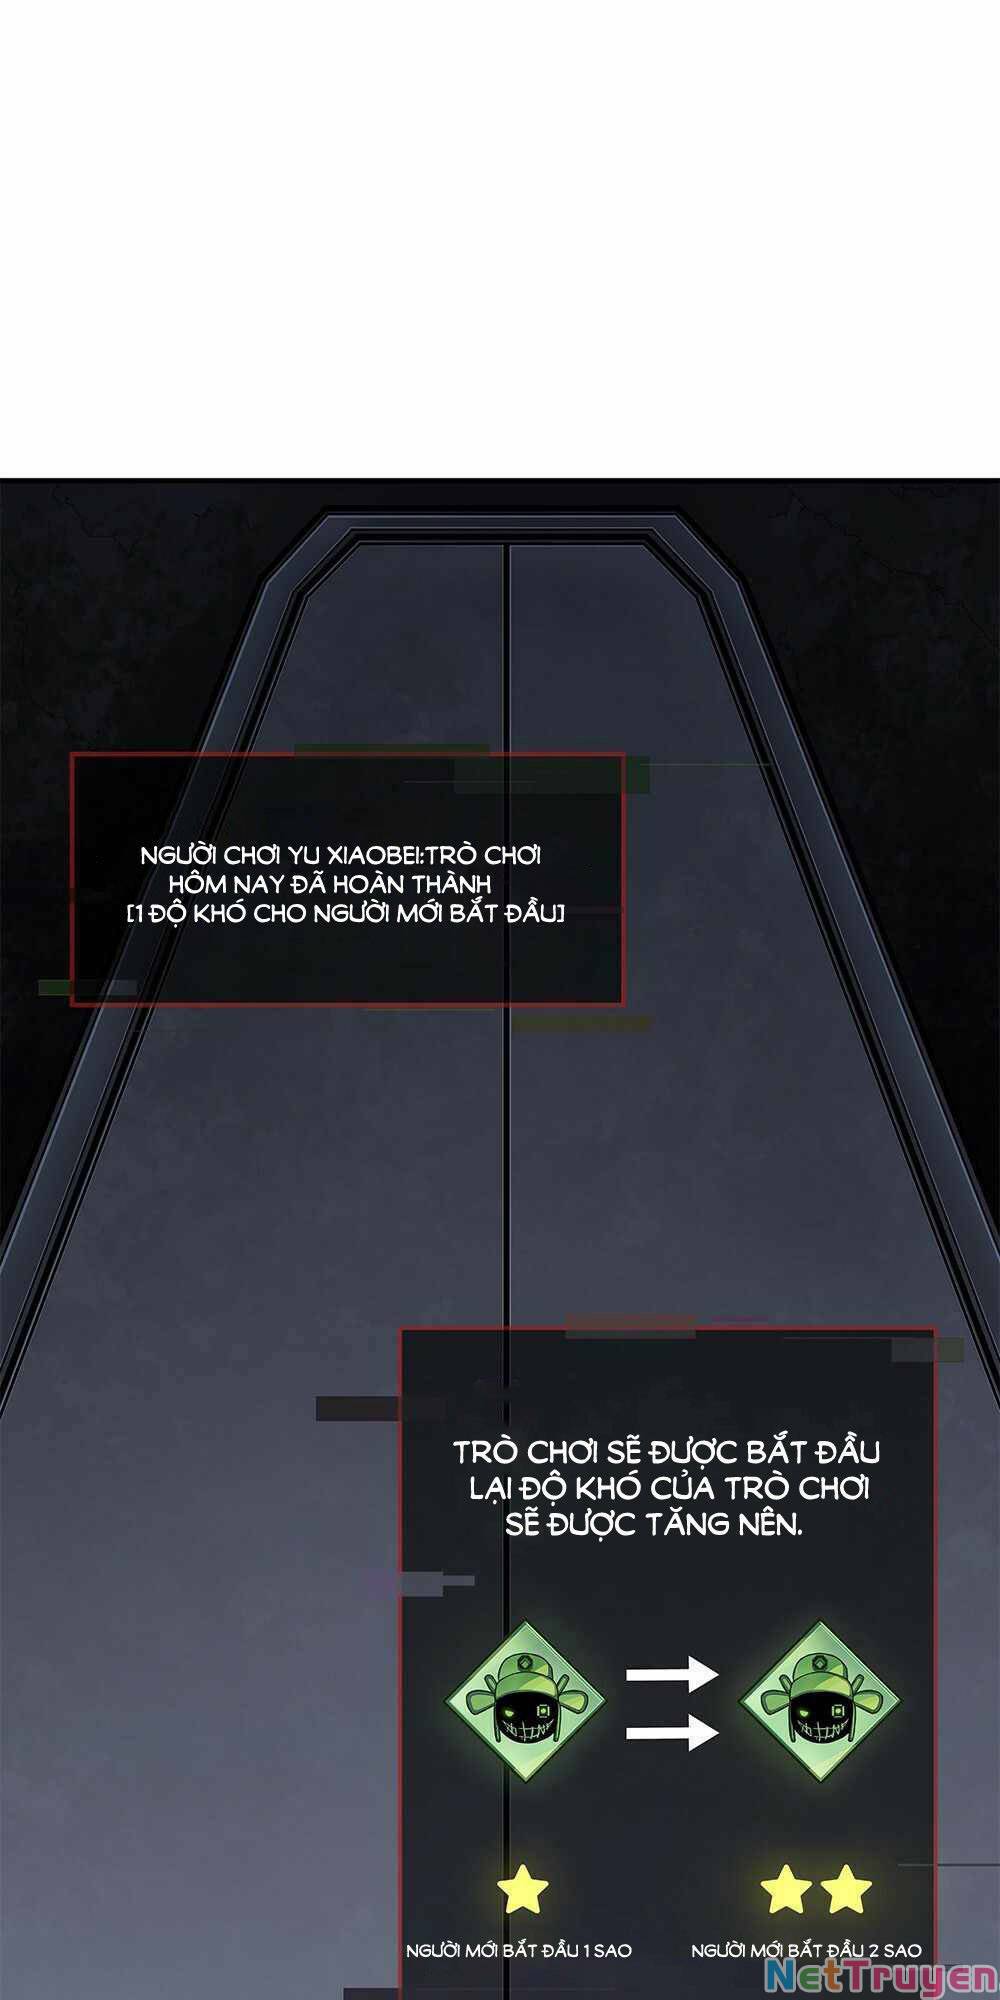 NGƯỜI CHƠI YU XIAOBEI:TRÒ CHƠI
HÔM NAY ĐÃ HOÀN THÀNH
[1 ĐỘ KHÓ CHO NGƯỜI MỚI BẮT ĐẦU]
TRÒ CHƠI SẼ ĐƯỢC BẮT ĐẦU
LẠI ĐỘ KHÓ CỦA TRÒ CHƠI
SẼ ĐƯỢC TĂNG NÊN.
NGƯỜI MỚI BẮT ĐẦU 1 SAO
NGƯỜI MỚI BẮT ĐẦU 2 SAO
NETTRUYEN